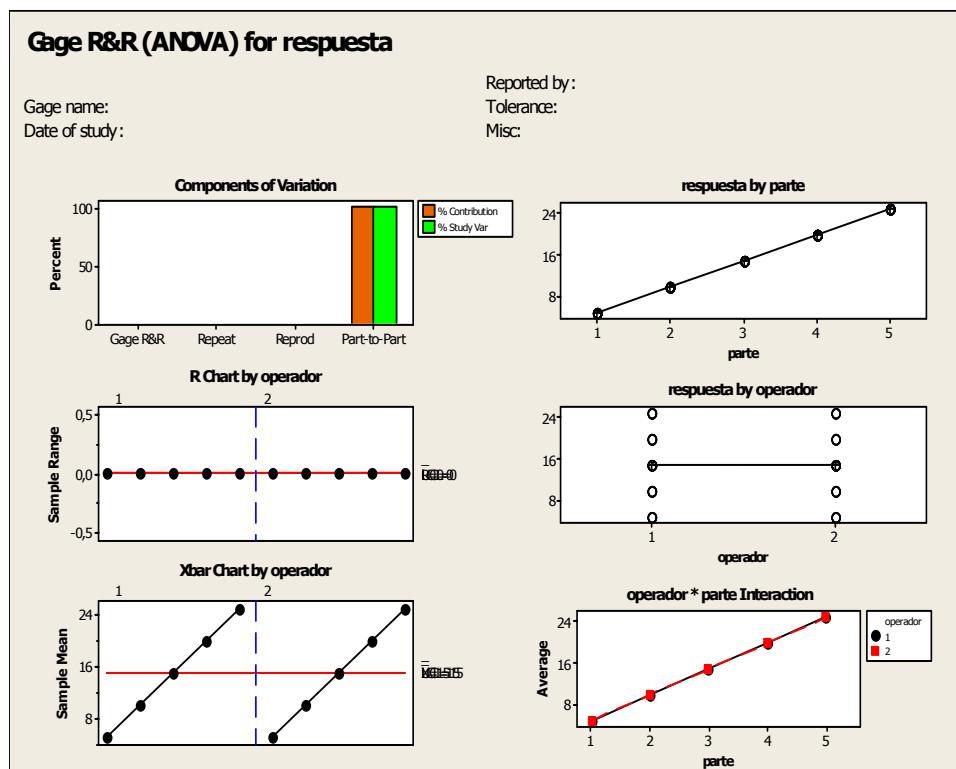 Gage R&R (ANOVA) for respuesta
Gage name:
Date of study:
Reported by:
Tolerance:
Misc:
Components of Variation
Percent
100
50
0
Gage R&R Repeat Reprod Part-to-Part
% Contribution
% Study Var
R Chart by operador
1 2
Sample Range
0,5
0,0
-0,5
Xbar Chart by operador
1 2
Sample Mean
24
16
8
respuesta by parte
24
16
8
1 2 3 4 5
parte
respuesta by operador
24
16
8
1 2
operador
operador * parte Interaction
Average
24
16
8
1 2 3 4 5
parte
operador
1
2